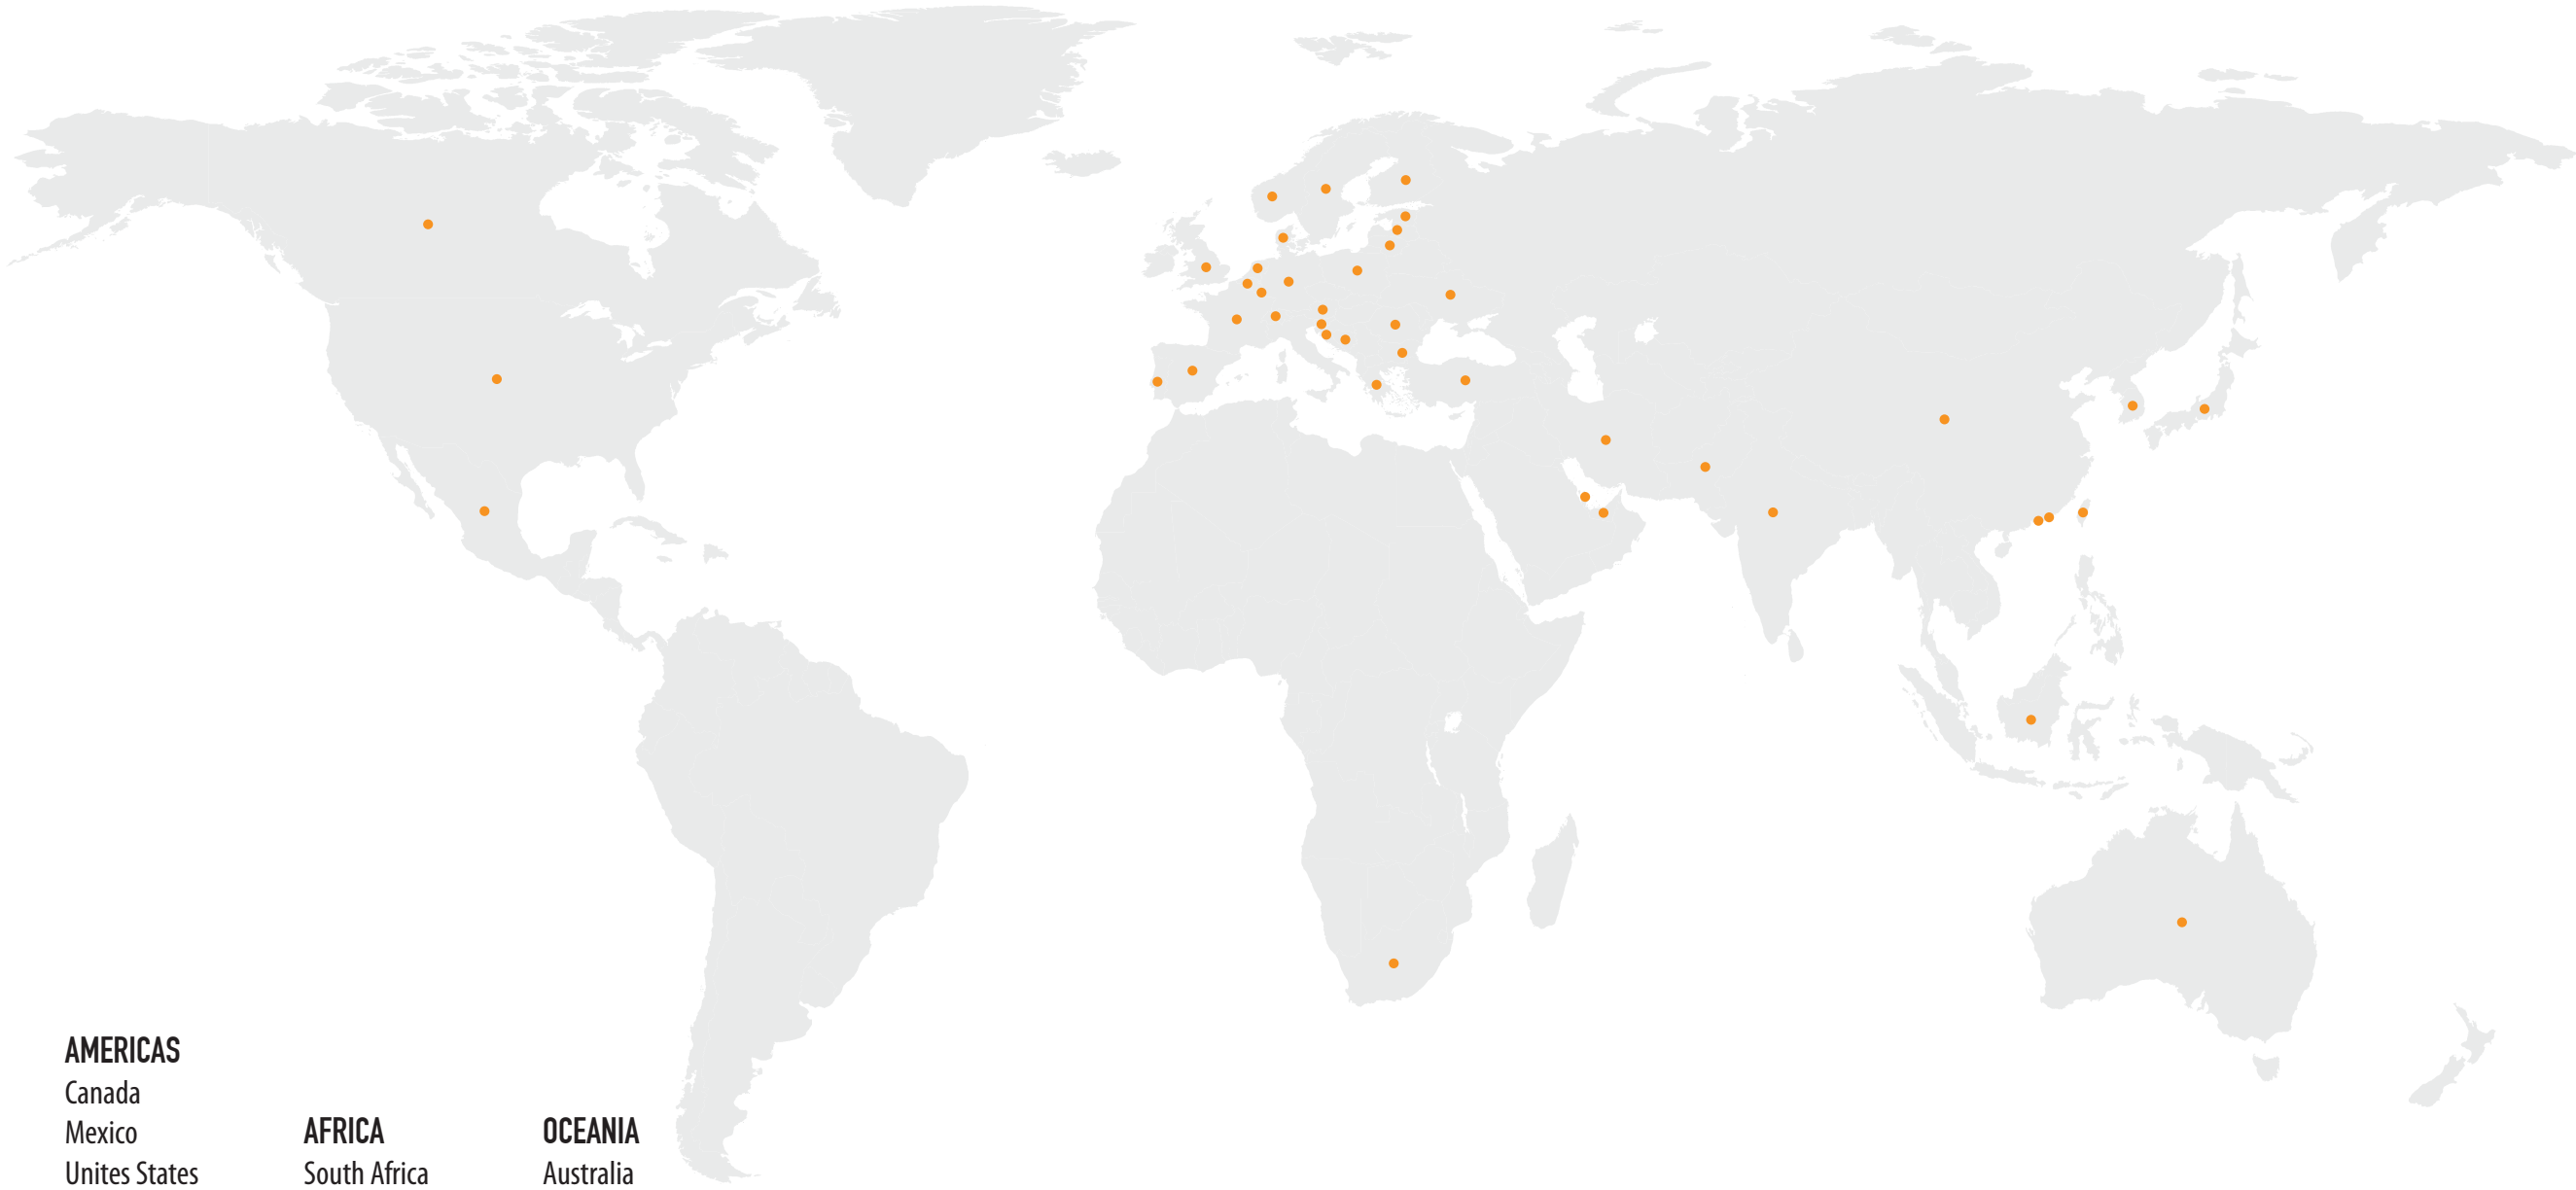 AMERICAS
Canada
Mexico
Unites States
AFRICA
South Africa
OCEANIA
Australia